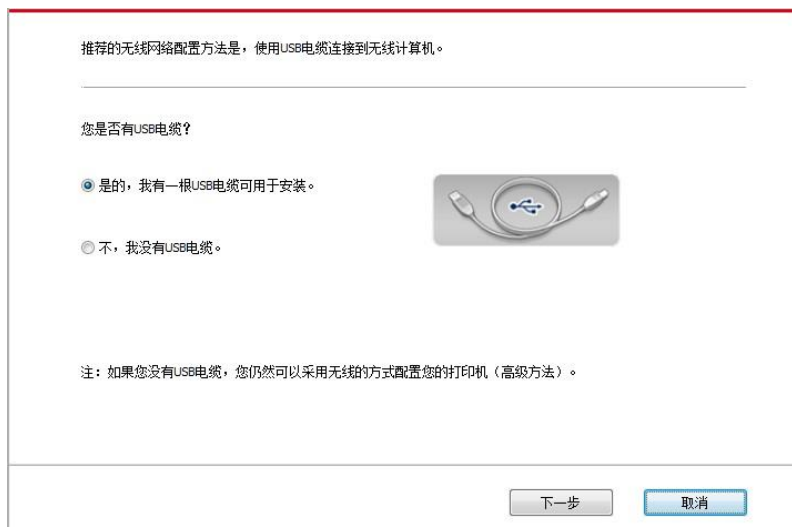 推荐的无线网络配置方法是，使用USB电缆连接到无线计算机。
您是否有USB电缆?
是的，我有一根USB电缆可用于安装。
不，我没有USB电缆。
注：如果您没有USB电缆，您仍然可以采用无线的方式配置您的打印机（高级方法）。
下一步
取消